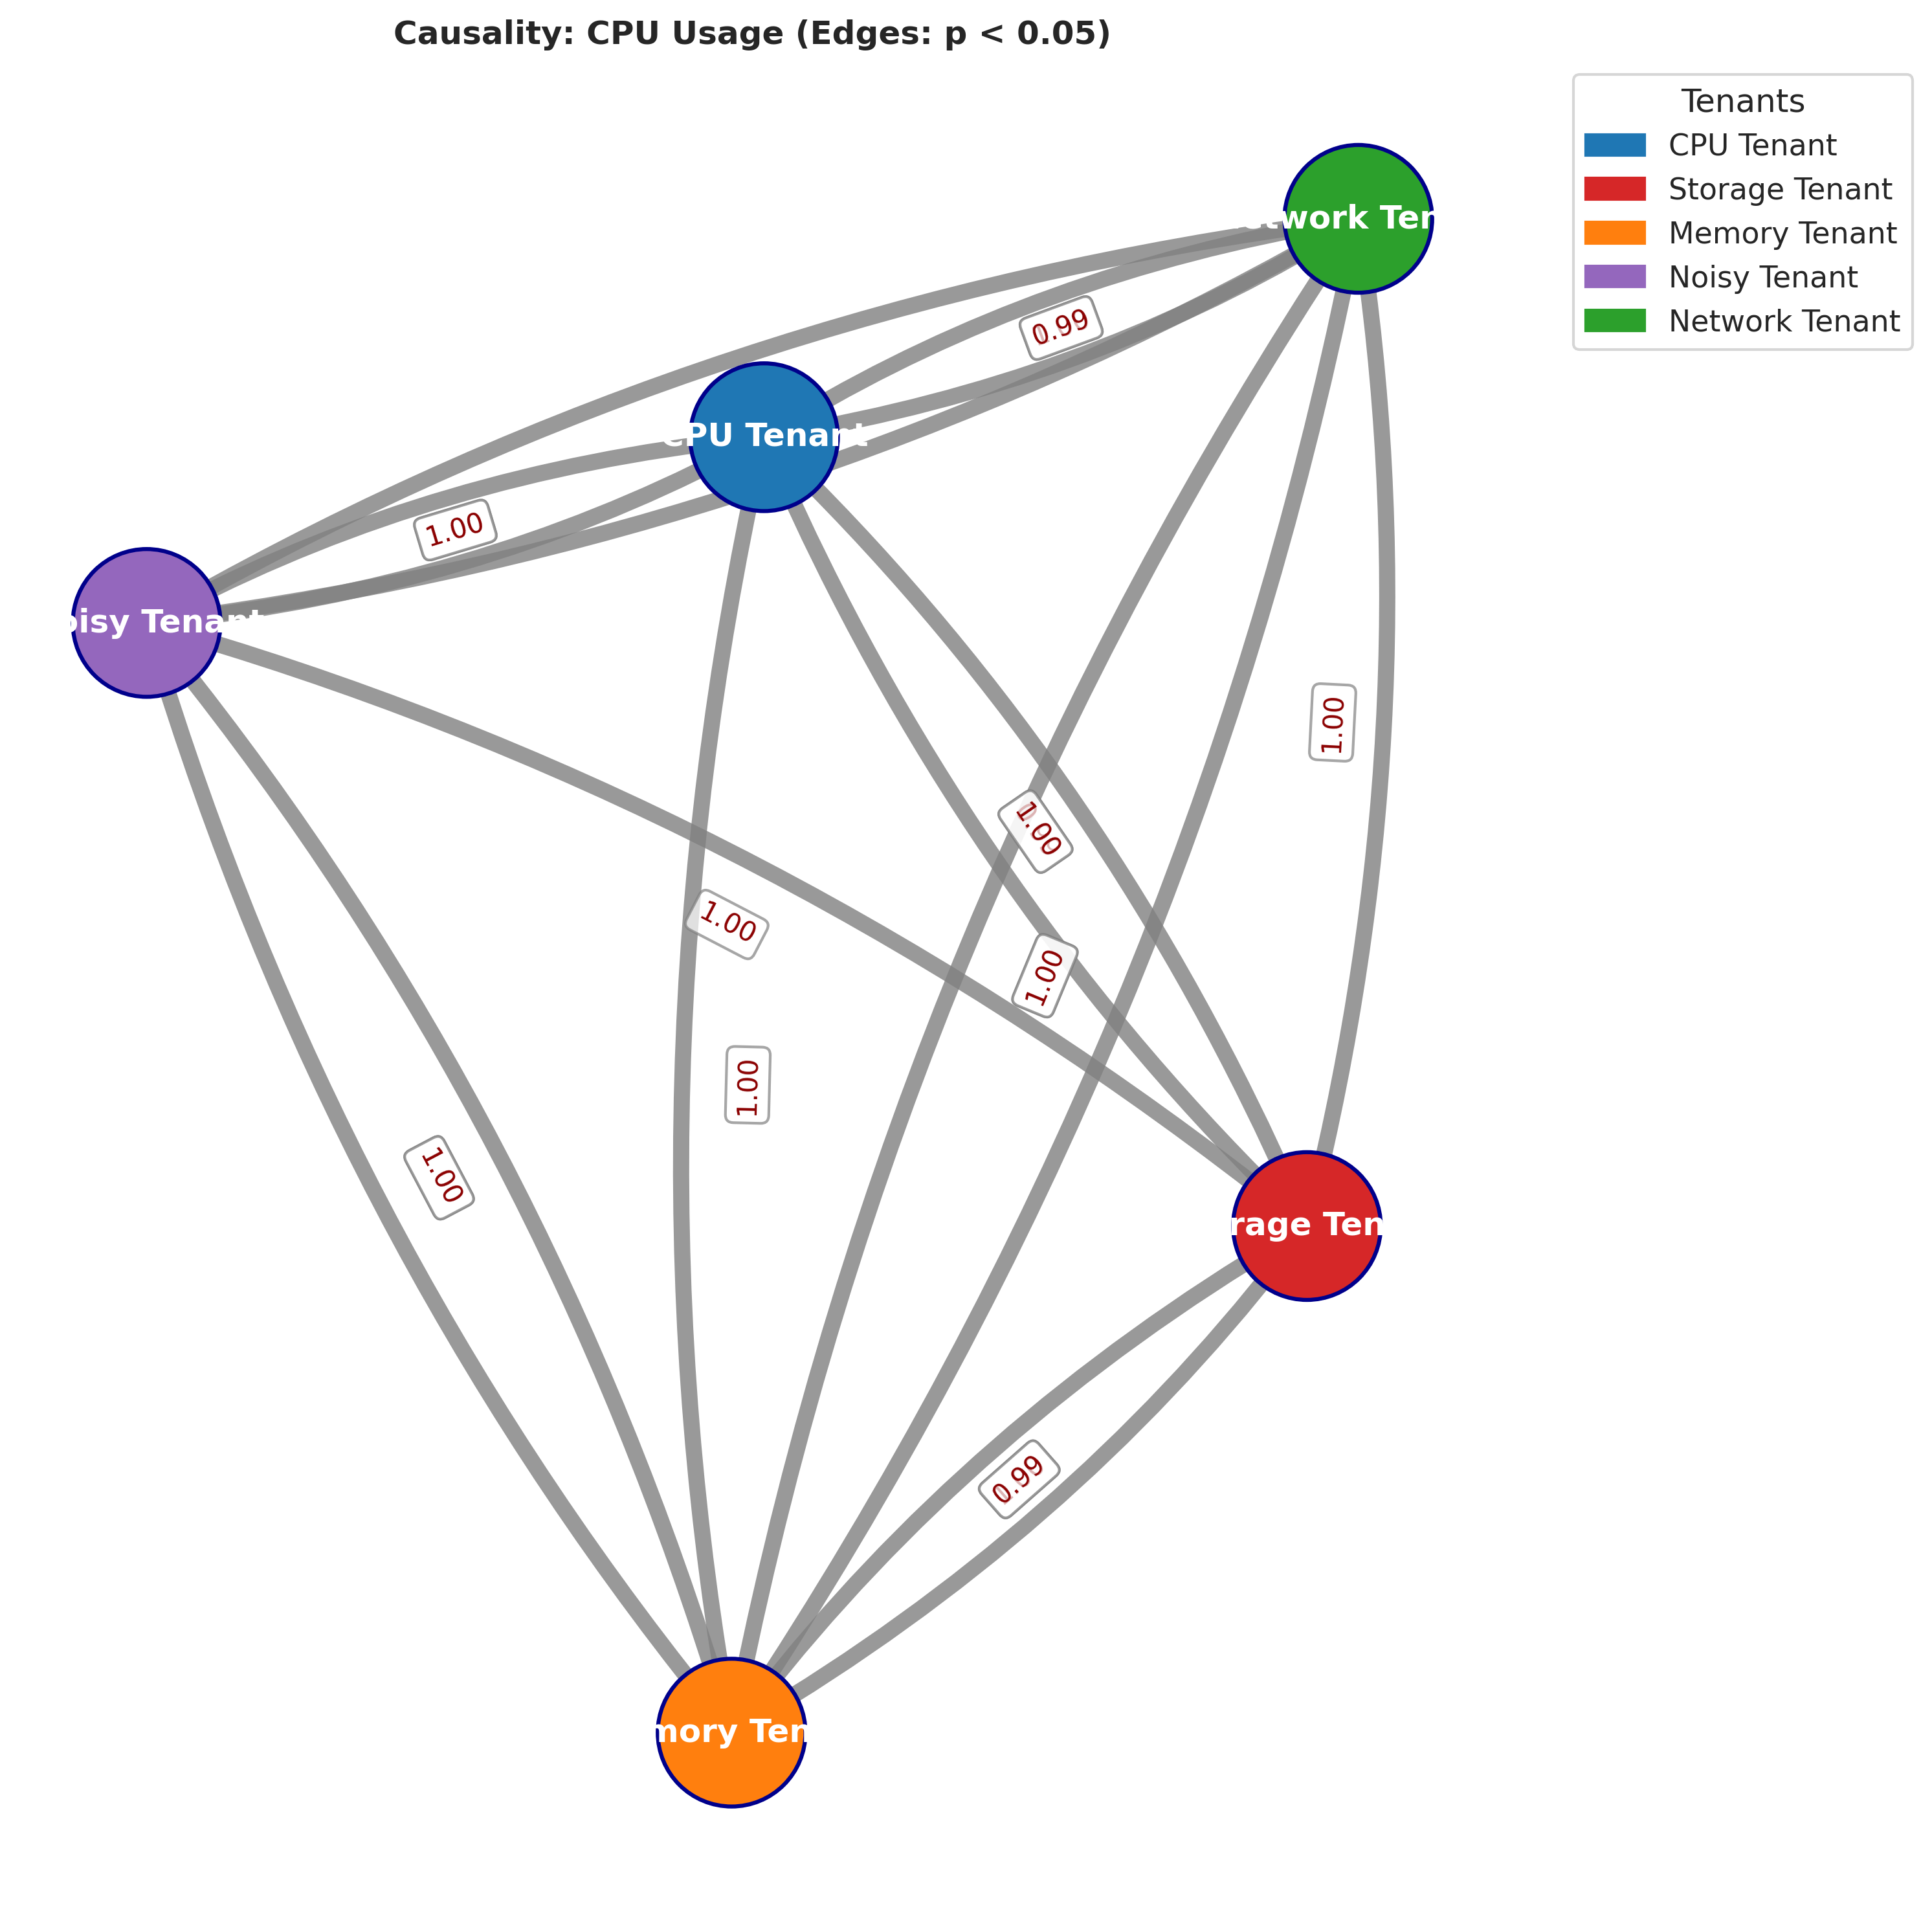 Causality: CPU Usage (Edges: p < 0.05)
Tenants
CPU Tenant
Storage Tenant
Memory Tenant
Noisy Tenant
Network Tenant
twork Ten
0.99
CPU Tenant
1.00
oisy Tenant
1.00
1.00
1.00
1.00
1.00
1.00
rage Ten
0.99
mory Ten